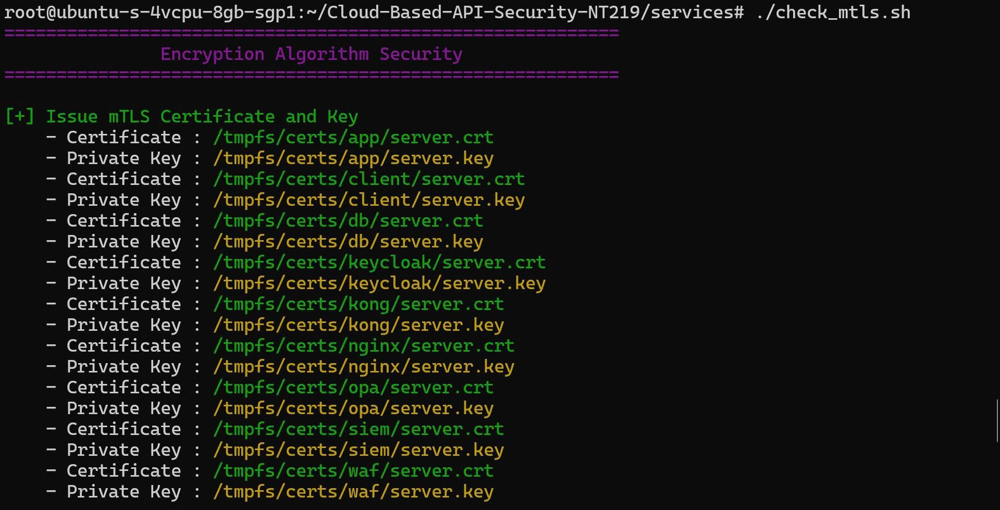 root@ubuntu-s-4vcpu-8gb-sgp1:~/Cloud-Based-API-Security-NT219/services# ./check_mtls.sh
===========================================================
Encryption Algorithm Security
===========================================================
[+] Issue mTLS Certificate and Key
- Certificate : /tmpfs/certs/app/server.crt
- Private Key : /tmpfs/certs/app/server.key
- Certificate : /tmpfs/certs/client/server.crt
- Private Key : /tmpfs/certs/client/server.key
- Certificate : /tmpfs/certs/db/server.crt
- Private Key : /tmpfs/certs/db/server.key
- Certificate : /tmpfs/certs/keycloak/server.crt
- Private Key : /tmpfs/certs/keycloak/server.key
- Certificate : /tmpfs/certs/kong/server.crt
- Private Key : /tmpfs/certs/kong/server.key
- Certificate : /tmpfs/certs/nginx/server.crt
- Private Key : /tmpfs/certs/nginx/server.key
- Certificate : /tmpfs/certs/opa/server.crt
- Private Key : /tmpfs/certs/opa/server.key
- Certificate : /tmpfs/certs/siem/server.crt
- Private Key : /tmpfs/certs/siem/server.key
- Certificate : /tmpfs/certs/waf/server.crt
- Private Key : /tmpfs/certs/waf/server.key